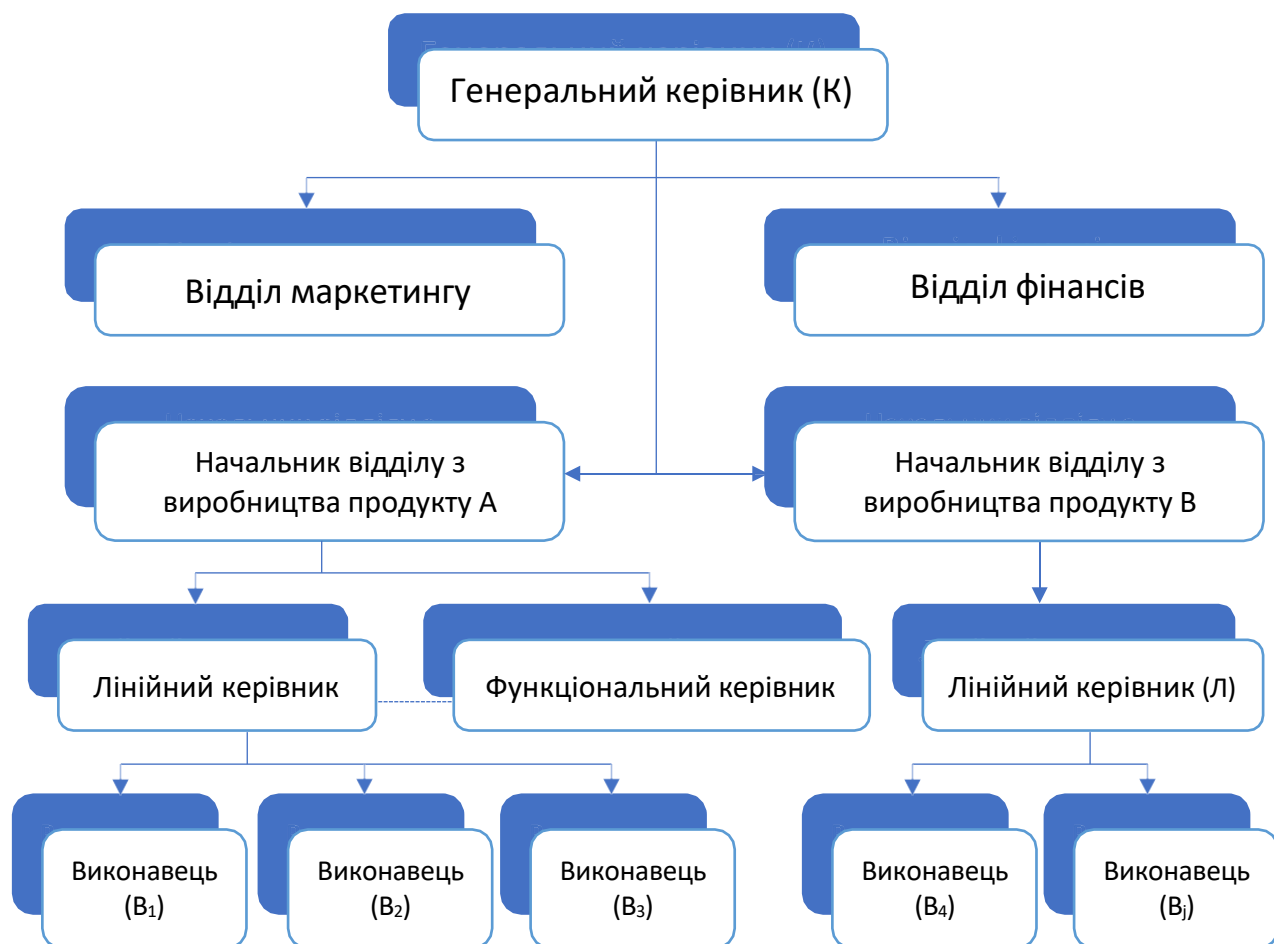 Генеральний керівник (К)
Відділ маркетингу
Відділ фінансів
Начальник відділу з
виробництва продукту А
Начальник відділу з
виробництва продукту В
Лінійний керівник
Функціональний керівник
Лінійний керівник (Л)
Виконавець
(В₁)
Виконавець
(В₂)
Виконавець
(В₃)
Виконавець
(В₄)
Виконавець
(Вⱼ)